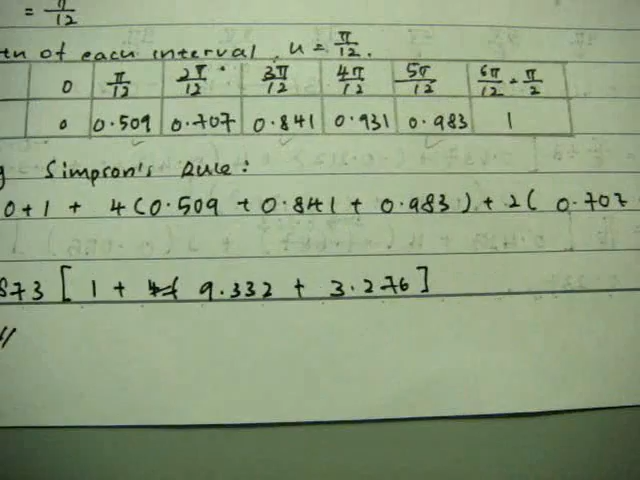 = π/12
of each interval, h = π/12.
0 π/12 2π/12 3π/12 4π/12 5π/12 6π/12 = π/2
0 0.509 0.707 0.841 0.931 0.983 1
Simpson's Rule:
0 + 1 + 4(0.509 + 0.841 + 0.983) + 2(0.707
873 [1 + 9.332 + 3.276]
//